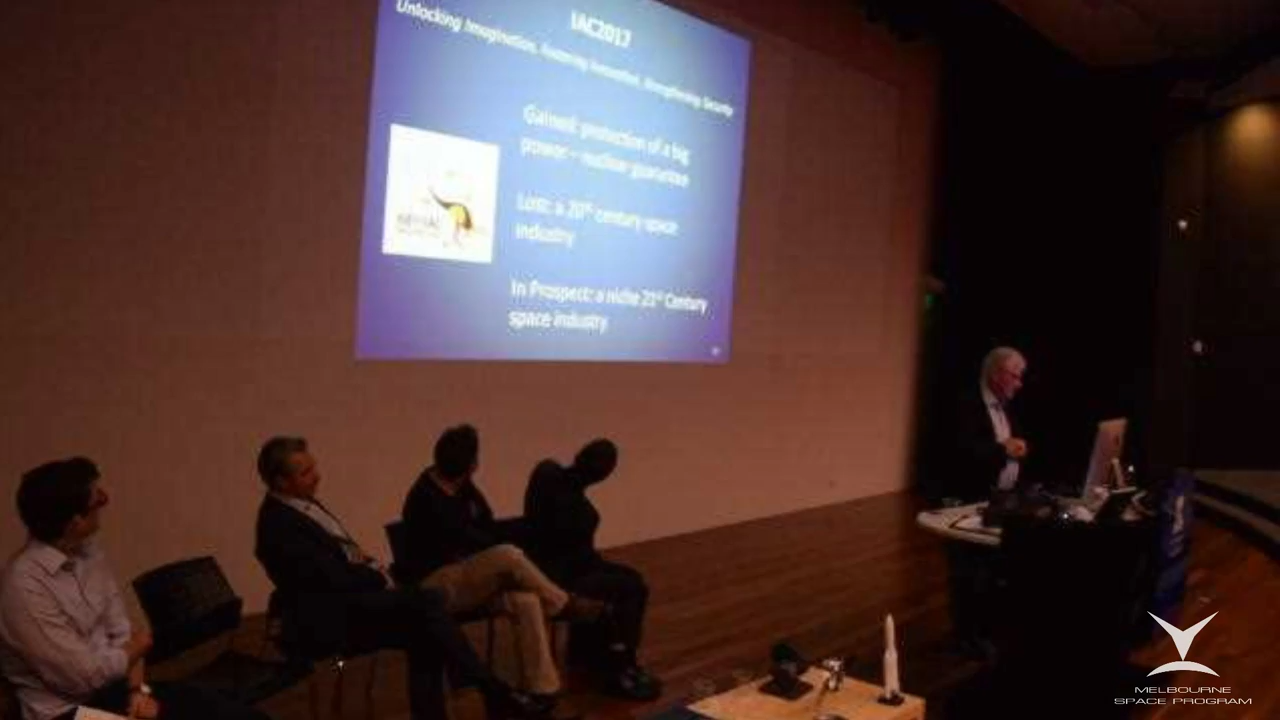 IAC2017
Unlocking Imagination, Fostering Innovation, Strengthening Security
Gained: protection of a big
power – nuclear guarantee
Lost: a 20th century space
industry
In Prospect: a niche 21st Century
space industry
MELBOURNE
SPACE PROGRAM